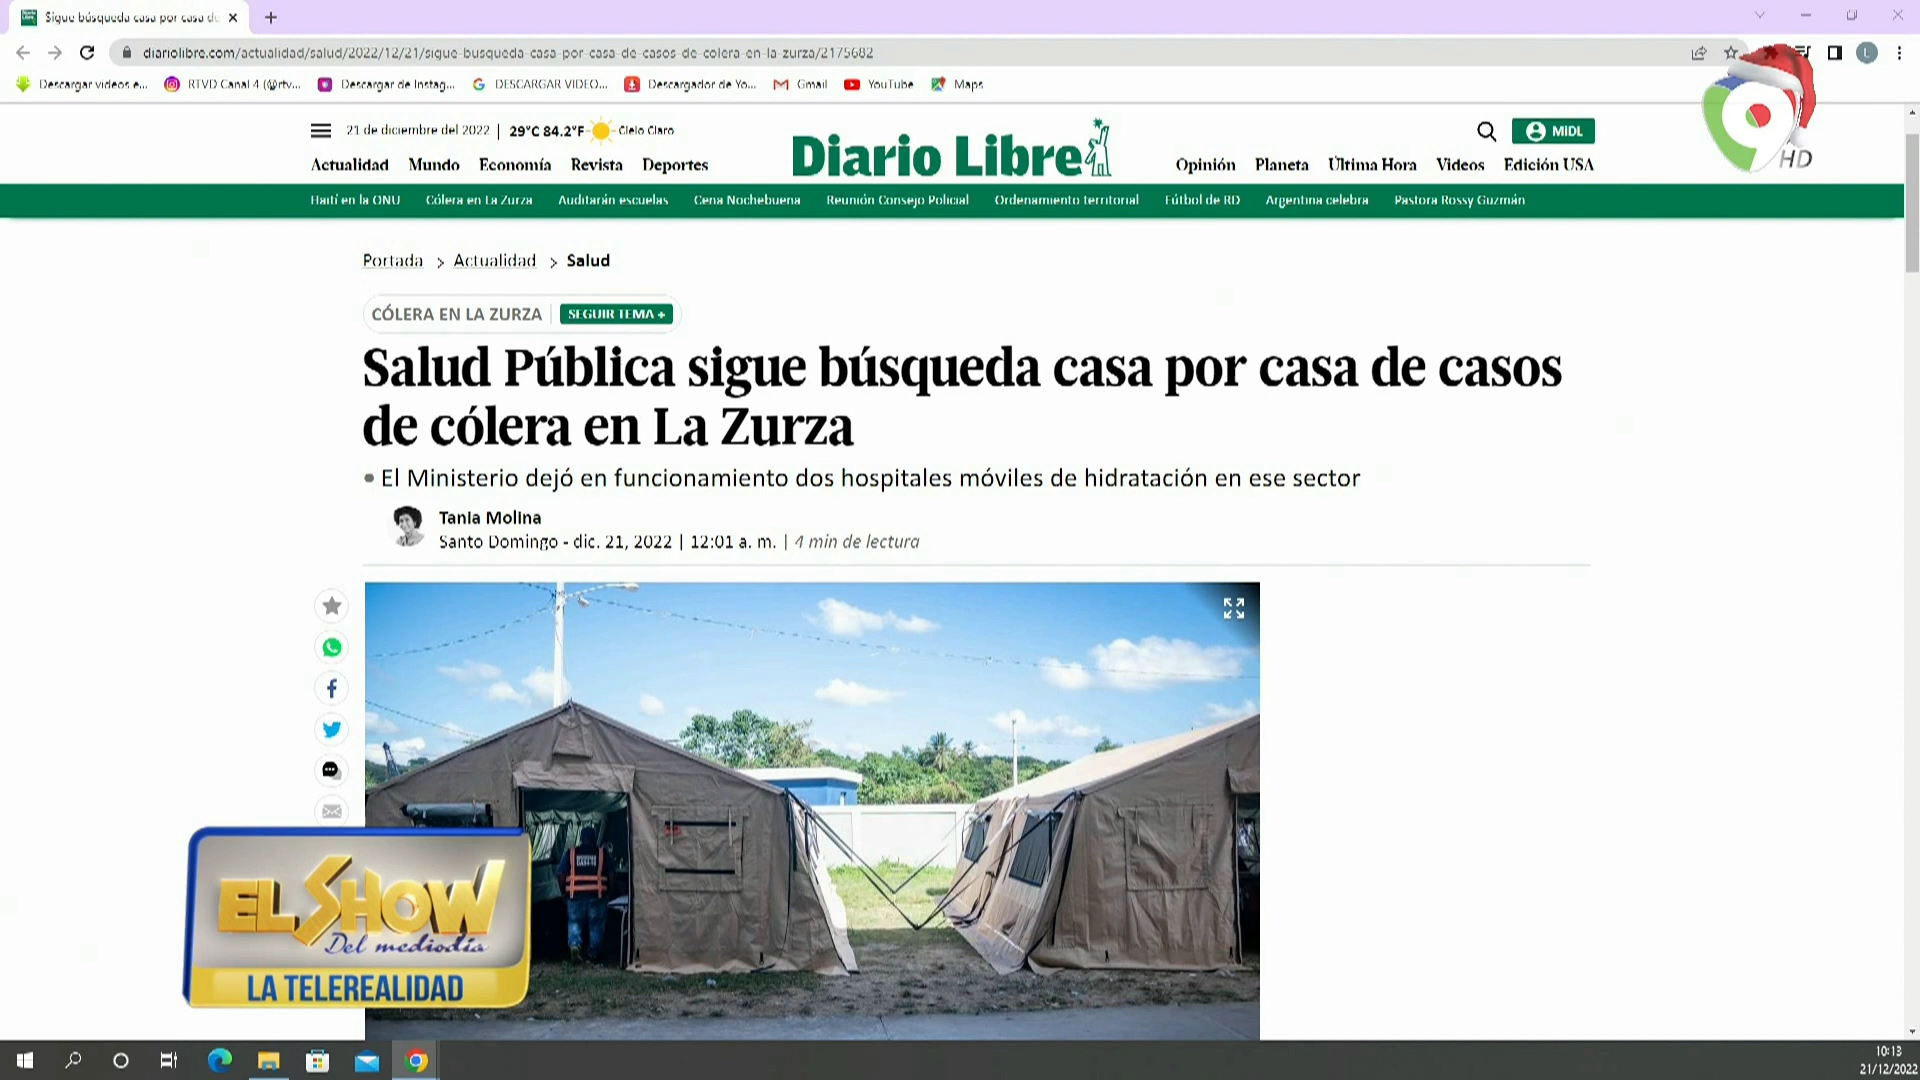 Sigue búsqueda casa por casa de
diariolibre.com/actualidad/salud/2022/12/21/sigue-busqueda-casa-por-casa-de-casos-de-colera-en-la-zurza/2175682
Descargar videos e... RTVD Canal 4 (@rtv... Descargar de Instag... DESCARGAR VIDEO... Descargador de Yo... Gmail YouTube Maps
21 de diciembre del 2022 | 29°C 84.2°F Cielo Claro
Diario Libre
MIDL
HD
Actualidad Mundo Economía Revista Deportes
Opinión Planeta Última Hora Videos Edición USA
Haití en la ONU Cólera en La Zurza Auditarán escuelas Cena Nochebuena Reunión Consejo Policial Ordenamiento territorial Fútbol de RD Argentina celebra Pastora Rossy Guzmán
Portada > Actualidad > Salud
CÓLERA EN LA ZURZA | SEGUIR TEMA +
Salud Pública sigue búsqueda casa por casa de casos
de cólera en La Zurza
• El Ministerio dejó en funcionamiento dos hospitales móviles de hidratación en ese sector
Tania Molina
Santo Domingo - dic. 21, 2022 | 12:01 a. m. | 4 min de lectura
EL SHOW
Del mediodía
LA TELEREALIDAD
10:13
21/12/2022